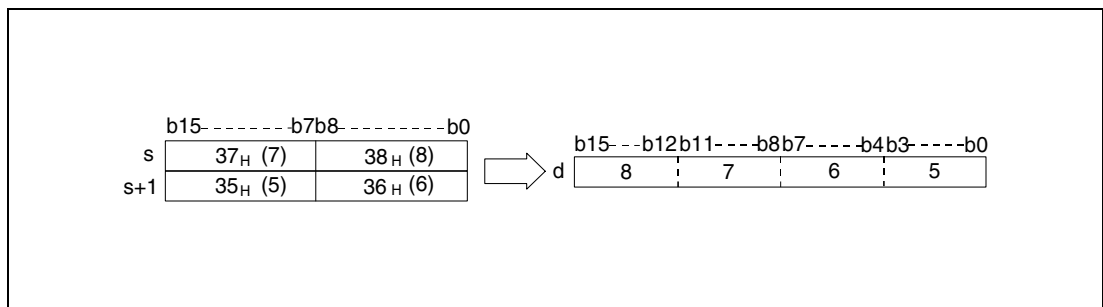 b15---------b7b8---------b0
s 37H (7) 38H (8)
s+1 35H (5) 36H (6)
b15---b12b11----b8b7-----b4b3-----b0
d 8 7 6 5